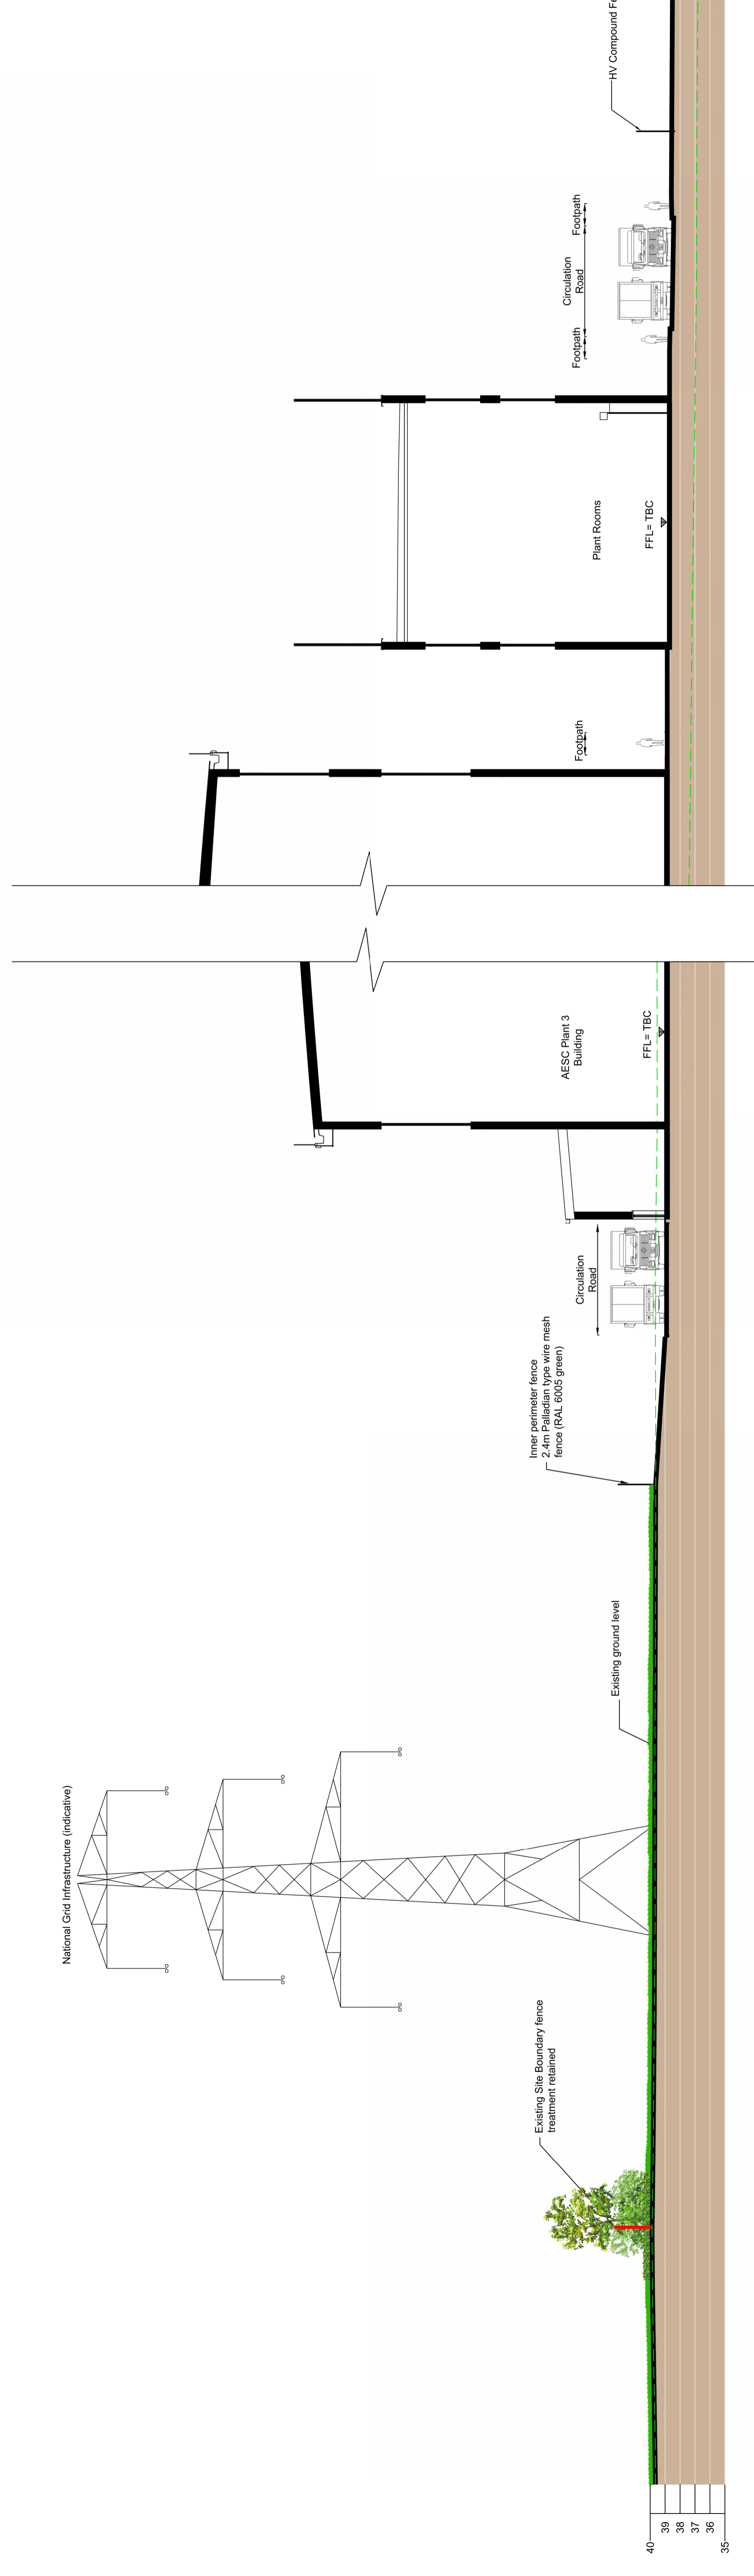 National Grid Infrastructure (indicative)
Existing Site Boundary fence
treatment retained
Existing ground level
Inner perimeter fence
2.4m Palladian type wire mesh
fence (RAL 6005 green)
Circulation
Road
AESC Plant 3
Building
FFL= TBC
Footpath
Plant Rooms
FFL= TBC
Footpath
Circulation
Road
Footpath
HV Compound
40
39
38
37
36
35